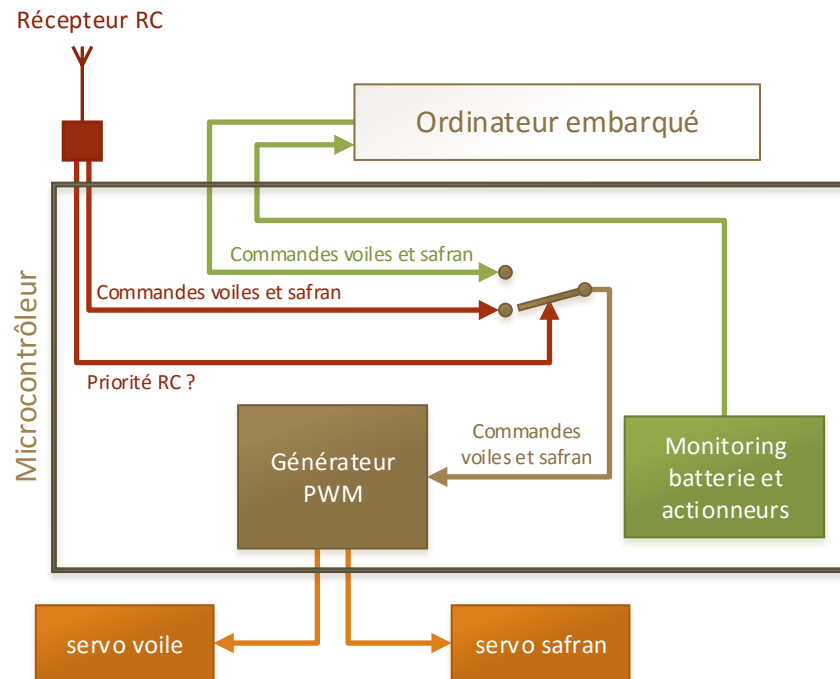 Récepteur RC
Ordinateur embarqué
Commandes voiles et safran
Commandes voiles et safran
Priorité RC ?
Microcontrôleur
Commandes
voiles et safran
Générateur
PWM
Monitoring
batterie et
actionneurs
servo voile
servo safran